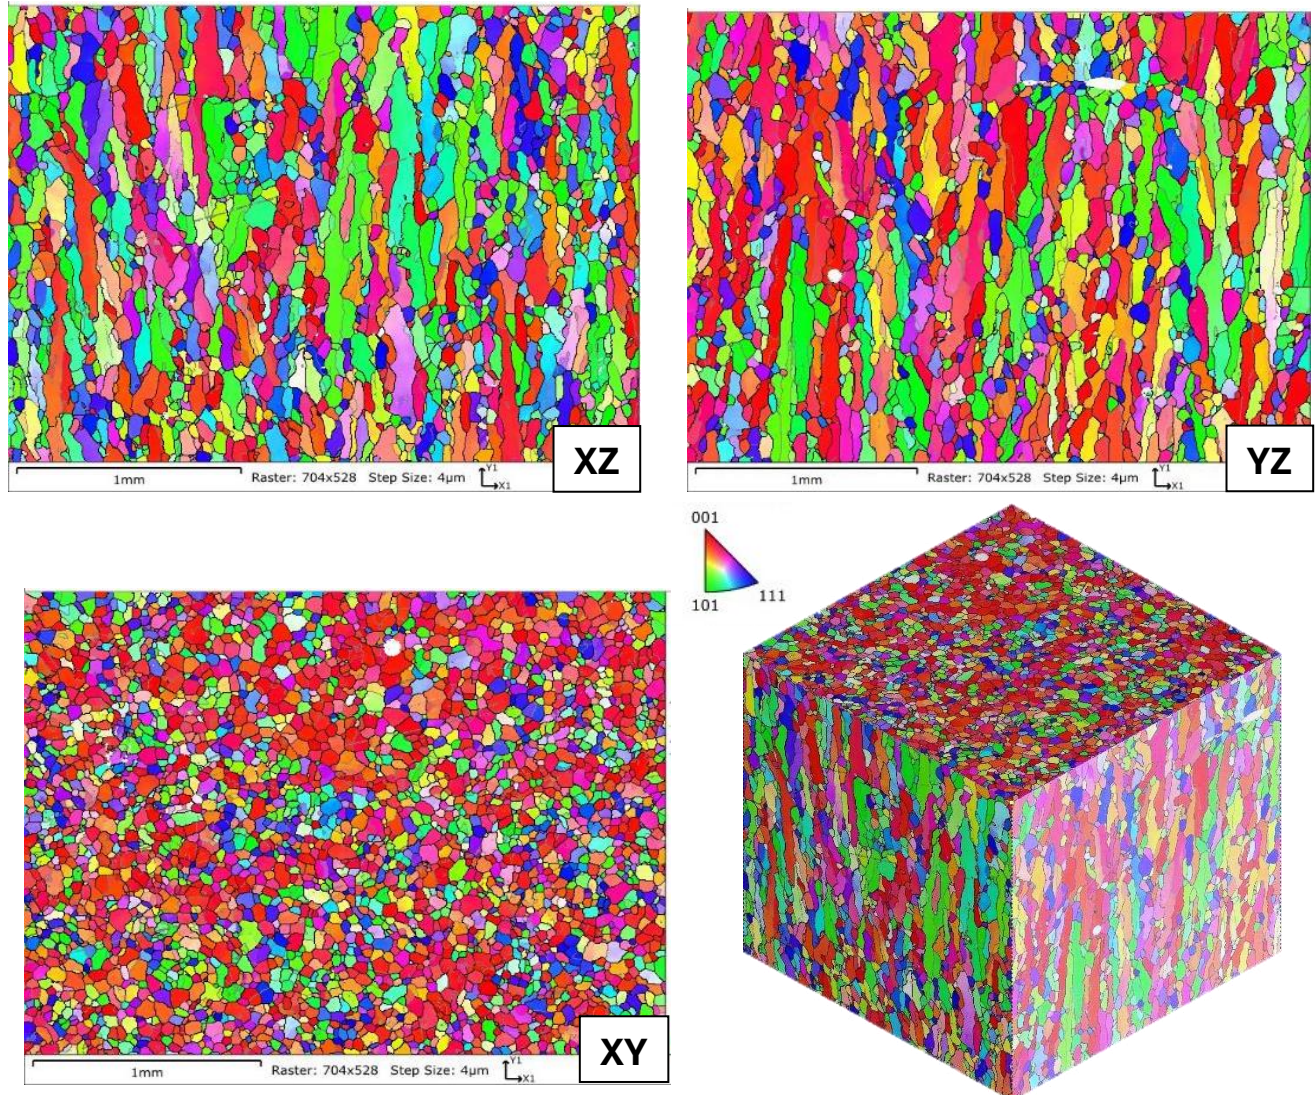 XZ
1mm
Raster: 704x528 Step Size: 4µm
Y1
X1
YZ
1mm
Raster: 704x528 Step Size: 4µm
Y1
X1
001
101
111
XY
1mm
Raster: 704x528 Step Size: 4µm
Y1
X1